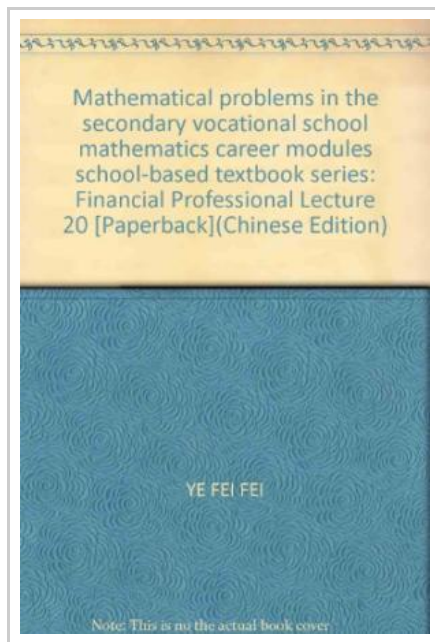 Mathematical problems in the
secondary vocational school
mathematics career modules
school-based textbook series:
Financial Professional Lecture
20 [Paperback](Chinese Edition)
YE FEI FEI
Note: This is no the actual book cover